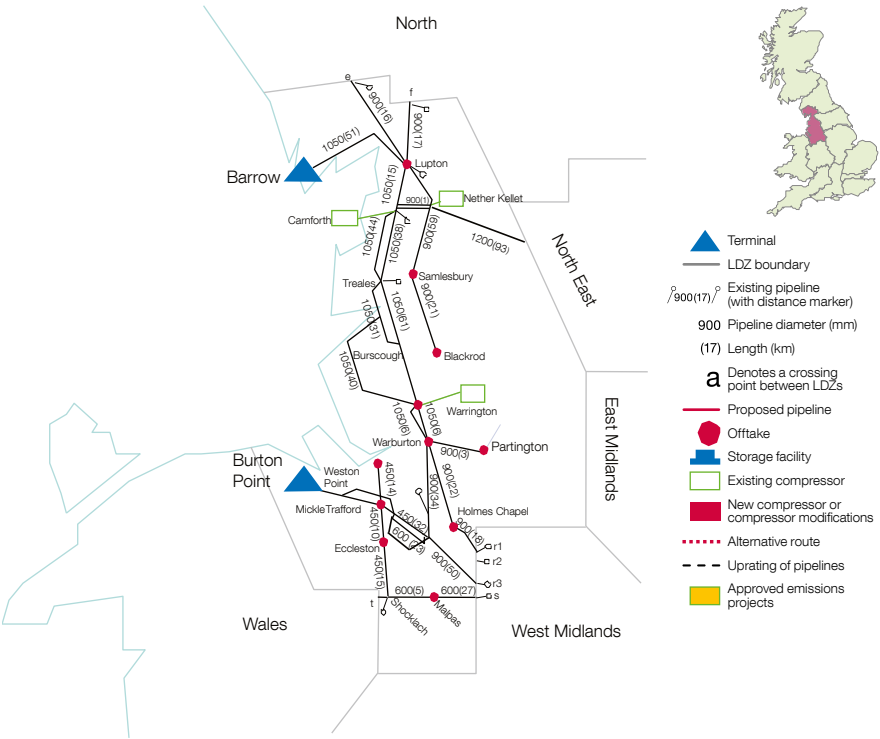 North
e
f
900(16)
900(17)
1050(51)
Barrow
Lupton
1050(15)
900(1)
Nether Kellet
Carnforth
1050(44)
1050(38)
900(59)
1200(93)
North East
Treales
Samlesbury
1050(31)
1050(61)
900(21)
Burscough
Blackrod
1050(40)
Warrington
1050(6)
1050(6)
Warburton
900(3)
Partington
East Midlands
Burton
Point
Weston
Point
450(14)
900(34)
900(22)
Mickle Trafford
450(10)
450(32)
600 (33)
Holmes Chapel
900(18)
Eccleston
900(50)
r1
r2
r3
450(15)
600(5)
600(27)
s
t
Shocklach
Malpas
Wales
West Midlands
Terminal
LDZ boundary
900(17)
Existing pipeline
(with distance marker)
900
Pipeline diameter (mm)
(17)
Length (km)
a
Denotes a crossing
point between LDZs
Proposed pipeline
Offtake
Storage facility
Existing compressor
New compressor or
compressor modifications
Alternative route
Uprating of pipelines
Approved emissions
projects